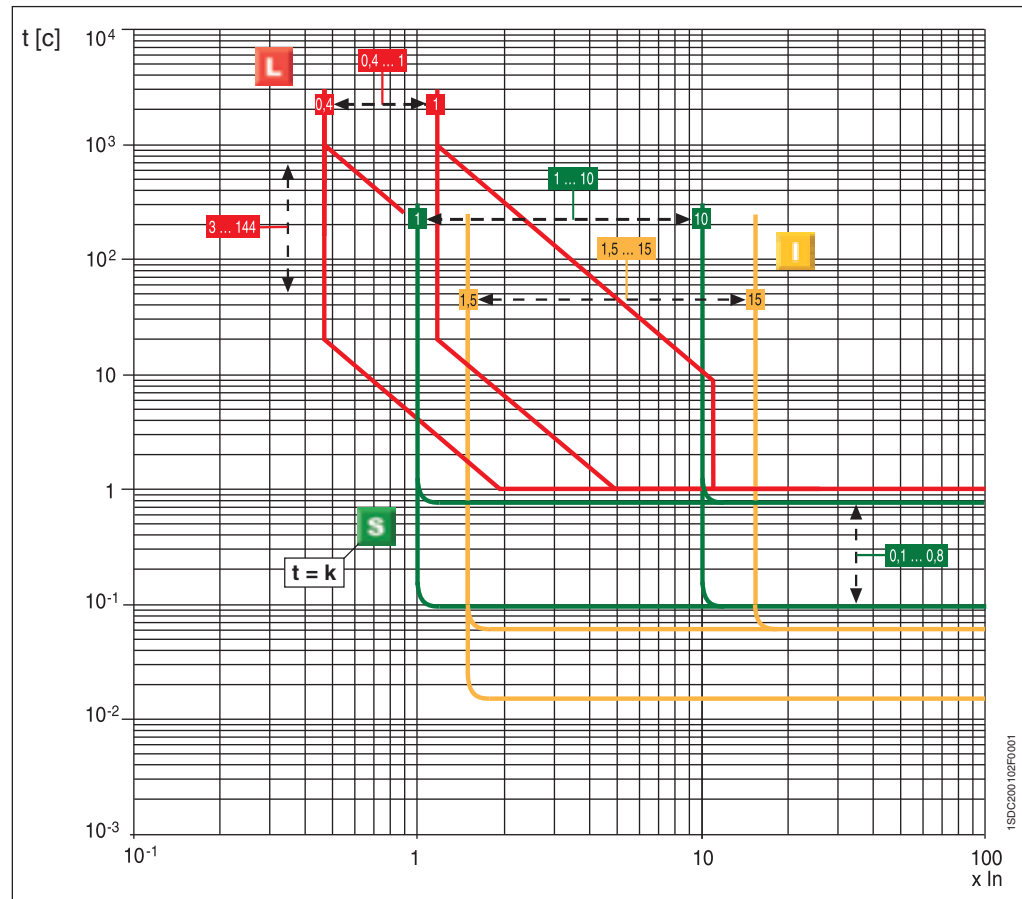 t [c]
10⁴
L
0,4 ... 1
0,4
1
10³
1 ... 10
3 ... 144
1
10
1,5 ... 15
I
10²
1,5
15
10
1
S
t = k
0,1 ... 0,8
10⁻¹
10⁻²
10⁻³
10⁻¹
1
10
100
x In
1SDC200102F0001